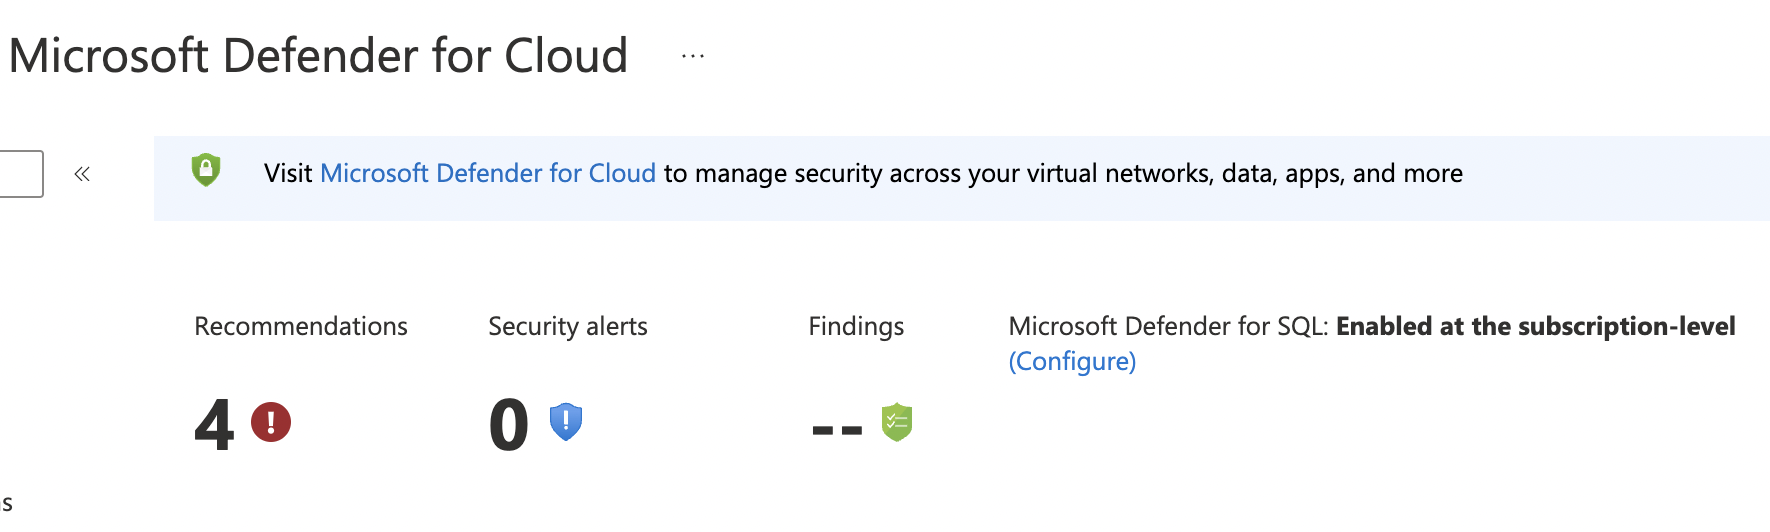 Microsoft Defender for Cloud ...
«
Visit Microsoft Defender for Cloud to manage security across your virtual networks, data, apps, and more
Recommendations
4
Security alerts
0
Findings
--
Microsoft Defender for SQL: Enabled at the subscription-level
(Configure)